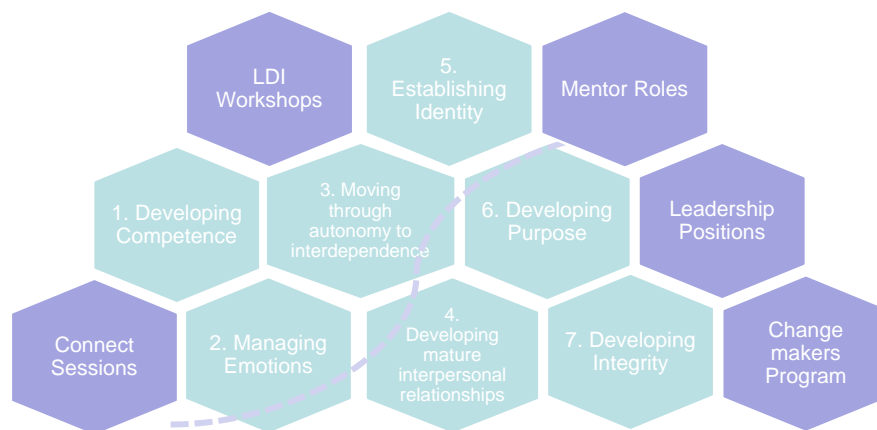 LDI
Workshops
5.
Establishing
Identity
Mentor Roles
1. Developing
Competence
3. Moving
through
autonomy to
interdependence
6. Developing
Purpose
Leadership
Positions
Connect
Sessions
2. Managing
Emotions
4.
Developing
mature
interpersonal
relationships
7. Developing
Integrity
Change
makers
Program